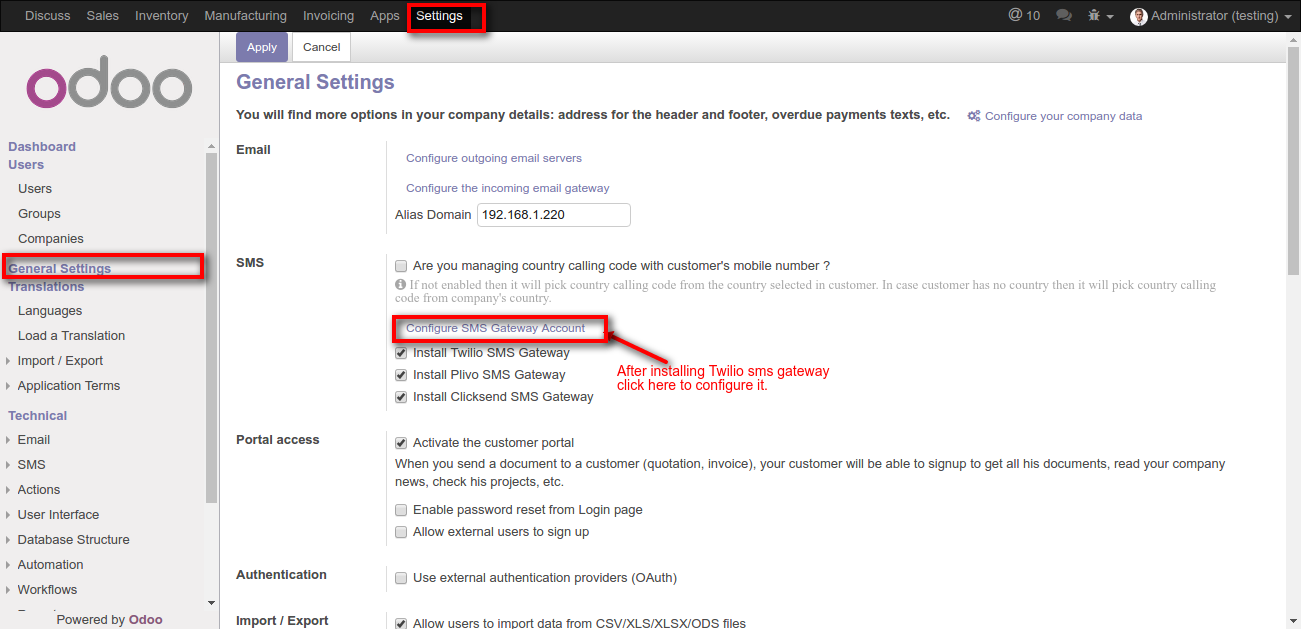 Discuss Sales Inventory Manufacturing Invoicing Apps Settings @ 10 Administrator (testing)
Apply Cancel
odoo
Dashboard
Users
Users
Groups
Companies
General Settings
Translations
Languages
Load a Translation
Import / Export
Application Terms
Technical
Email
SMS
Actions
User Interface
Database Structure
Automation
Workflows
Powered by Odoo
General Settings
You will find more options in your company details: address for the header and footer, overdue payments texts, etc. Configure your company data
Email
Configure outgoing email servers
Configure the incoming email gateway
Alias Domain 192.168.1.220
SMS
Are you managing country calling code with customer's mobile number ?
If not enabled then it will pick country calling code from the country selected in customer. In case customer has no country then it will pick country calling
code from company's country.
Configure SMS Gateway Account
Install Twilio SMS Gateway
Install Plivo SMS Gateway
Install Clicksend SMS Gateway
After installing Twilio sms gateway
click here to configure it.
Portal access
Activate the customer portal
When you send a document to a customer (quotation, invoice), your customer will be able to signup to get all his documents, read your company
news, check his projects, etc.
Enable password reset from Login page
Allow external users to sign up
Authentication
Use external authentication providers (OAuth)
Import / Export
Allow users to import data from CSV/XLS/XLSX/ODS files